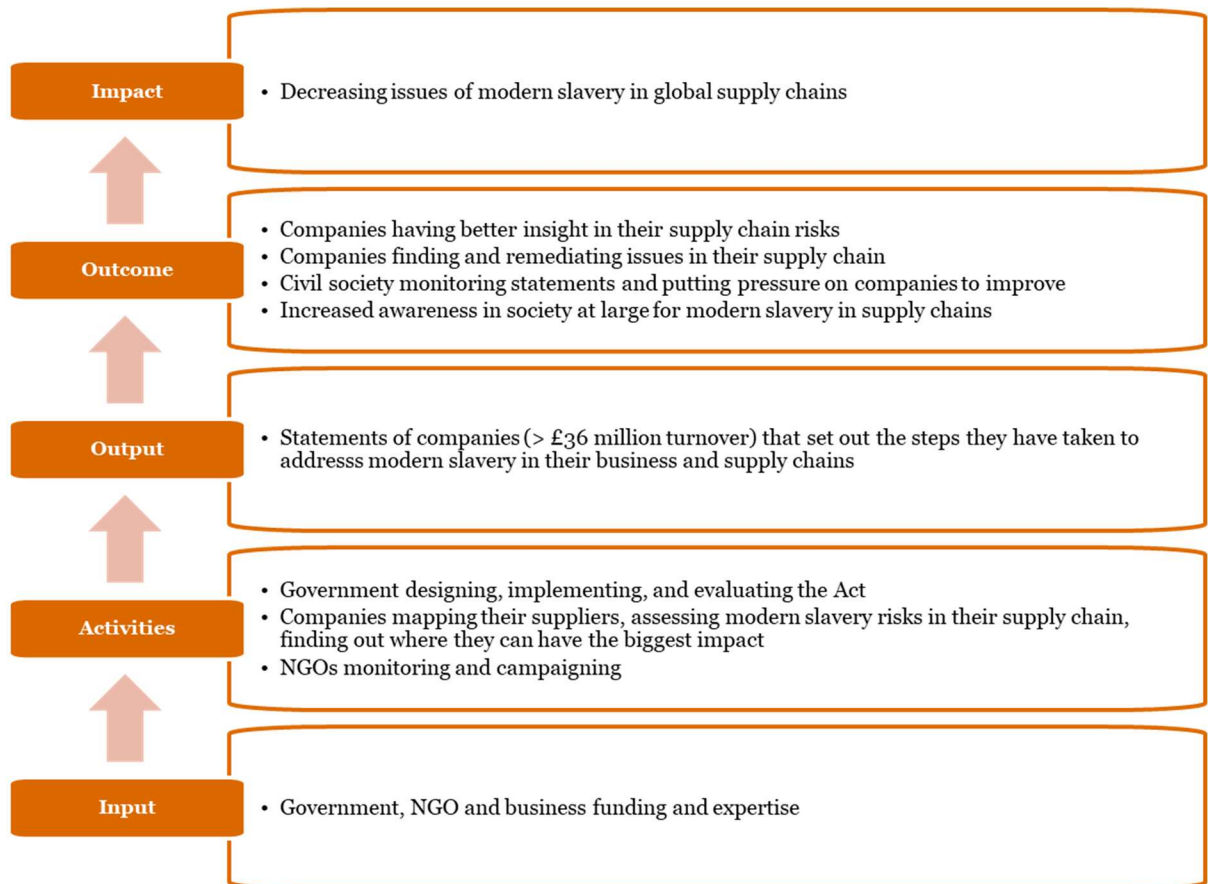 Impact
• Decreasing issues of modern slavery in global supply chains
Outcome
• Companies having better insight in their supply chain risks
• Companies finding and remediating issues in their supply chain
• Civil society monitoring statements and putting pressure on companies to improve
• Increased awareness in society at large for modern slavery in supply chains
Output
• Statements of companies (> £36 million turnover) that set out the steps they have taken to
addresss modern slavery in their business and supply chains
Activities
• Government designing, implementing, and evaluating the Act
• Companies mapping their suppliers, assessing modern slavery risks in their supply chain,
finding out where they can have the biggest impact
• NGOs monitoring and campaigning
Input
• Government, NGO and business funding and expertise